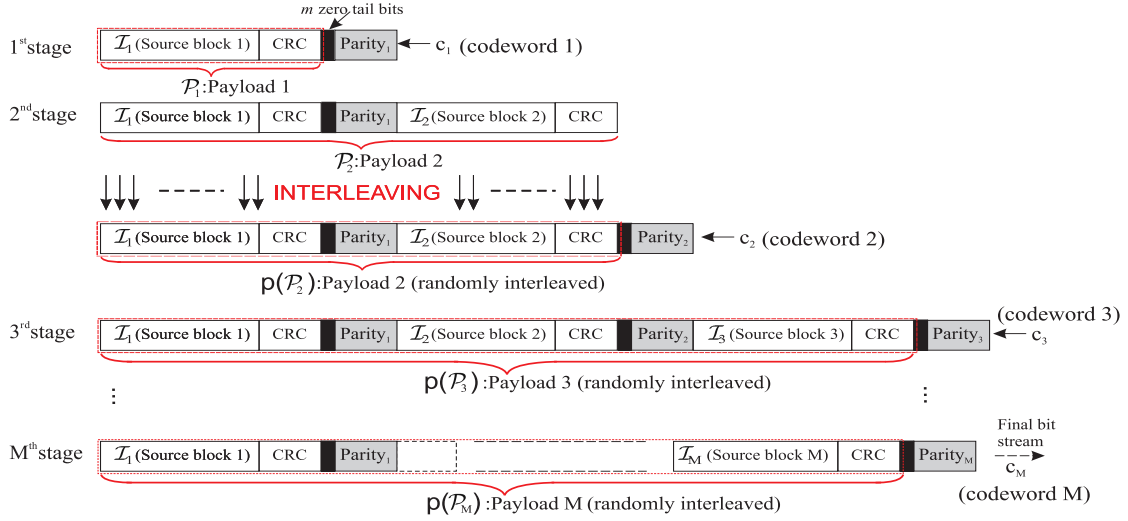 m zero tail bits
1st stage
I1 (Source block 1) CRC Parity1 c1 (codeword 1)
P1:Payload 1
2nd stage
I1 (Source block 1) CRC Parity1 I2 (Source block 2) CRC
P2:Payload 2
INTERLEAVING
I1 (Source block 1) CRC Parity1 I2 (Source block 2) CRC Parity2 c2 (codeword 2)
p(P2):Payload 2 (randomly interleaved)
(codeword 3)
3rd stage
I1 (Source block 1) CRC Parity1 I2 (Source block 2) CRC Parity2 I3 (Source block 3) CRC Parity3 c3
p(P3) :Payload 3 (randomly interleaved)
... ...
Final bit
stream
Mth stage
I1 (Source block 1) CRC Parity1 IM (Source block M) CRC ParityM cM
(codeword M)
p(PM) :Payload M (randomly interleaved)